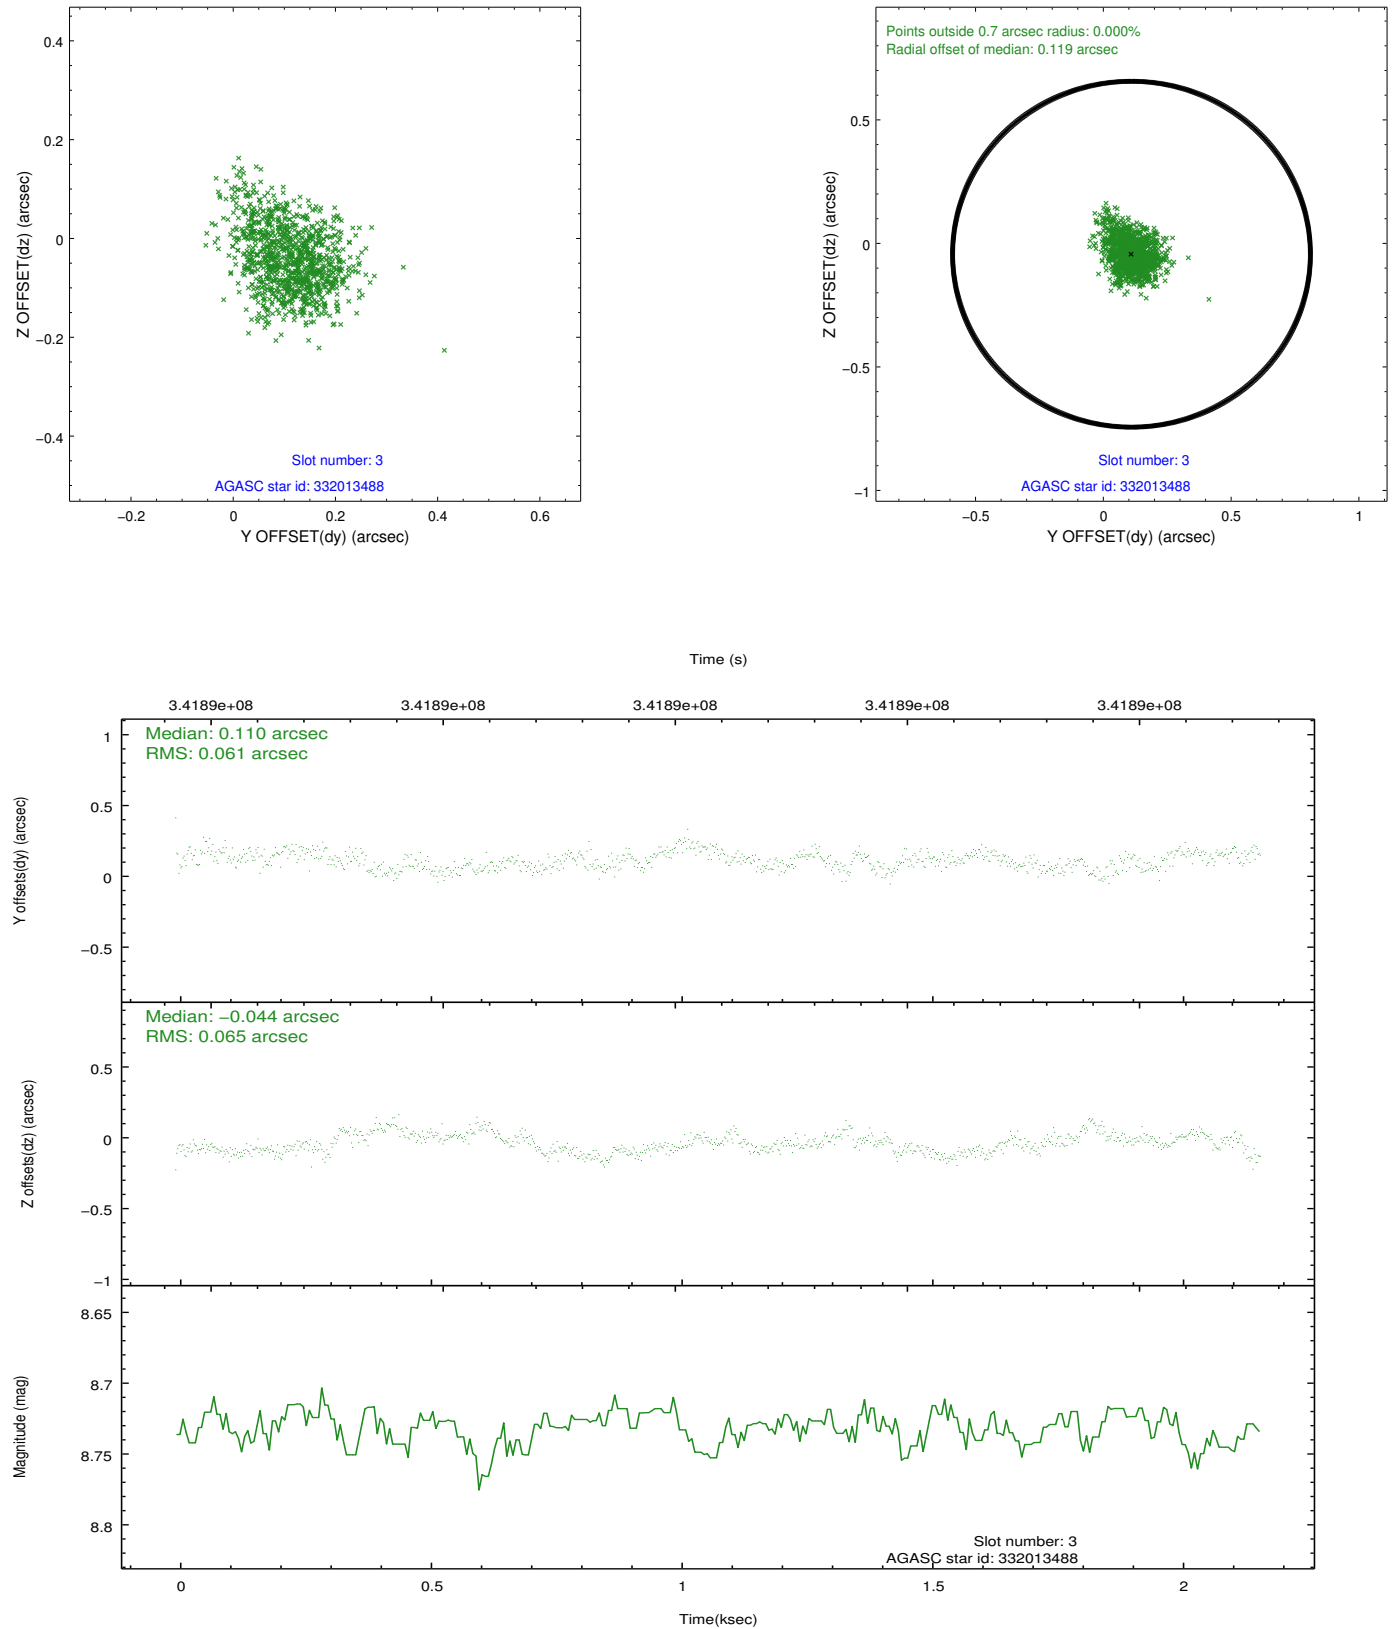 0.4
0.2
0
−0.2
−0.4
Z OFFSET(dz) (arcsec)
Slot number: 3
AGASC star id: 332013488
−0.2
0
0.2
0.4
0.6
Y OFFSET(dy) (arcsec)
Points outside 0.7 arcsec radius: 0.000%
Radial offset of median: 0.119 arcsec
0.5
0
−0.5
−1
Z OFFSET(dz) (arcsec)
Slot number: 3
AGASC star id: 332013488
−0.5
0
0.5
1
Y OFFSET(dy) (arcsec)
Time (s)
3.4189e+08
3.4189e+08
3.4189e+08
3.4189e+08
3.4189e+08
Median: 0.110 arcsec
RMS: 0.061 arcsec
1
0.5
0
−0.5
Y offsets(dy) (arcsec)
Median: −0.044 arcsec
RMS: 0.065 arcsec
0.5
0
−0.5
−1
Z offsets(dz) (arcsec)
8.65
8.7
8.75
8.8
Magnitude (mag)
Slot number: 3
AGASC star id: 332013488
0
0.5
1
1.5
2
Time(ksec)